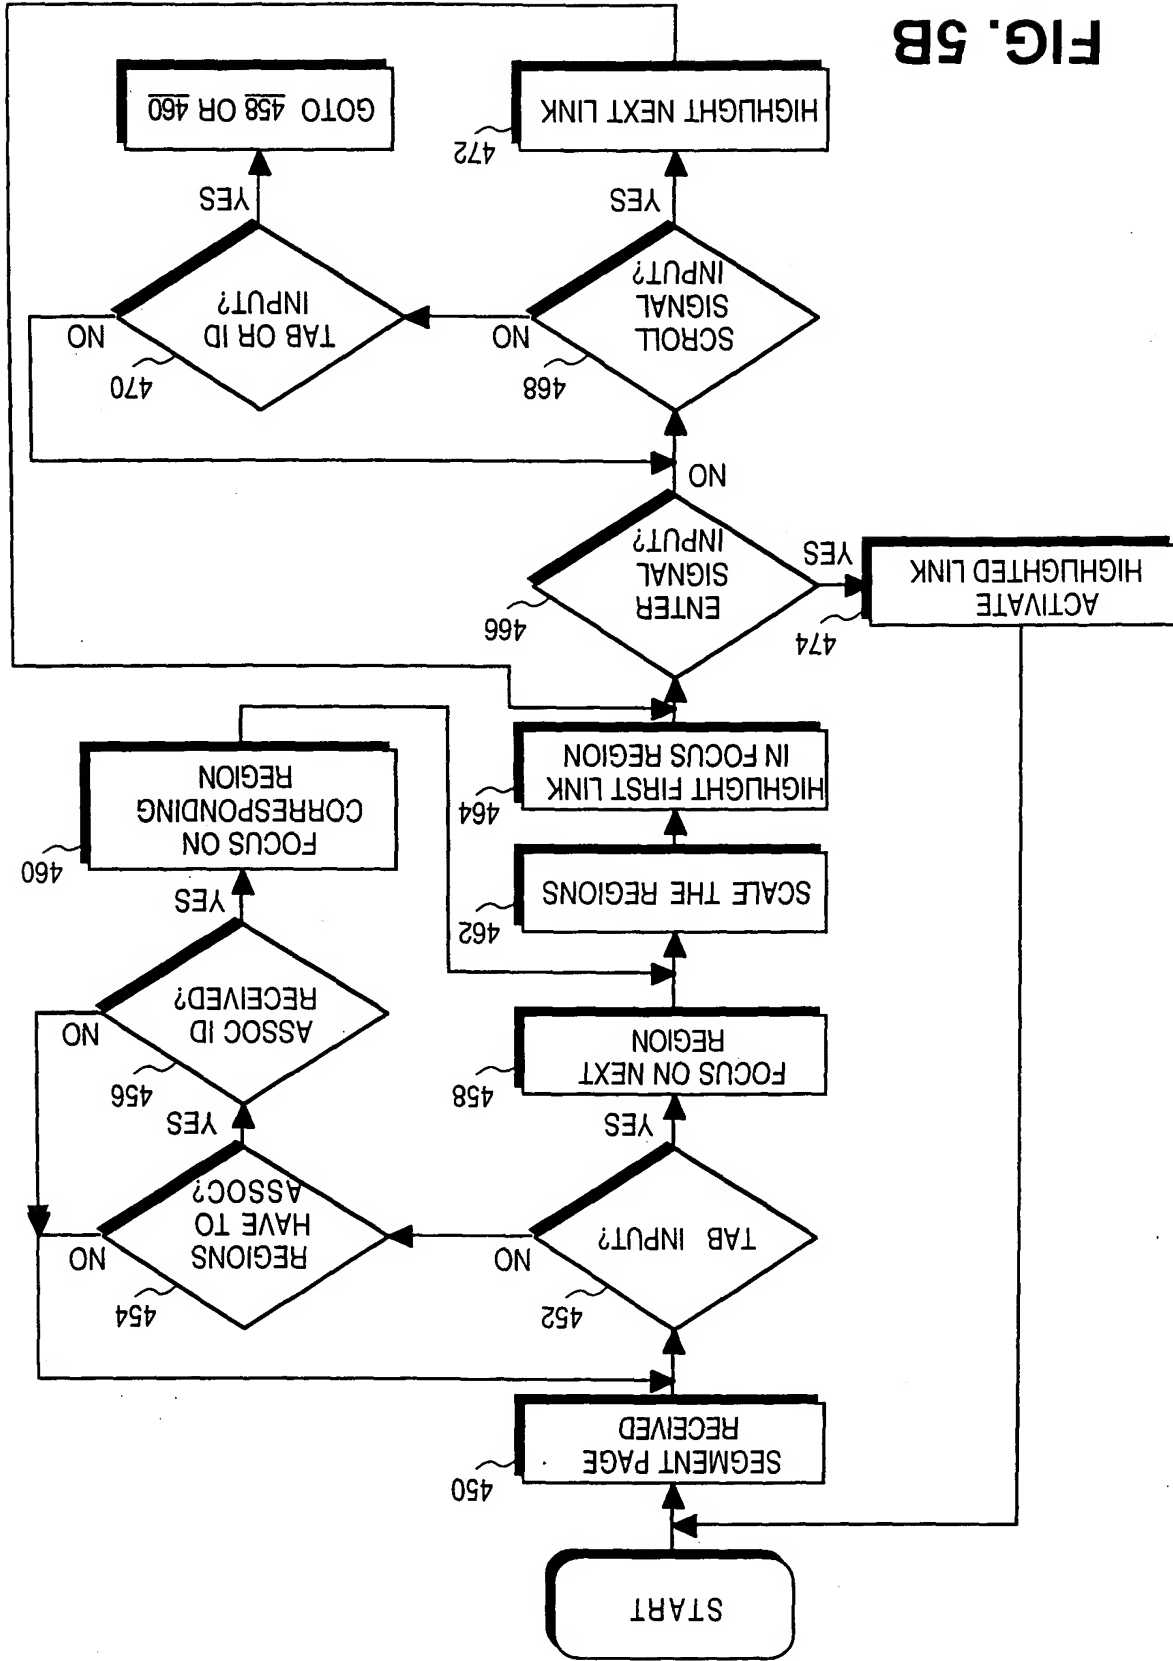 START
SEGMENT PAGE
RECEIVED
450
TAB INPUT?
452
NO
YES
REGIONS
HAVE TO
ASSOC?
454
NO
YES
FOCUS ON NEXT
REGION
458
ASSOC ID
RECEIVED?
456
NO
YES
SCALE THE REGIONS
462
FOCUS ON
CORRESPONDING
REGION
460
HIGHLIGHT FIRST LINK
IN FOCUS REGION
464
ACTIVATE
HIGHLIGHTED LINK
474
YES
ENTER
SIGNAL
INPUT?
466
NO
SCROLL
SIGNAL
INPUT?
468
NO
YES
TAB OR ID
INPUT?
470
NO
YES
HIGHLIGHT NEXT LINK
472
GOTO 458 OR 460
FIG. 5B